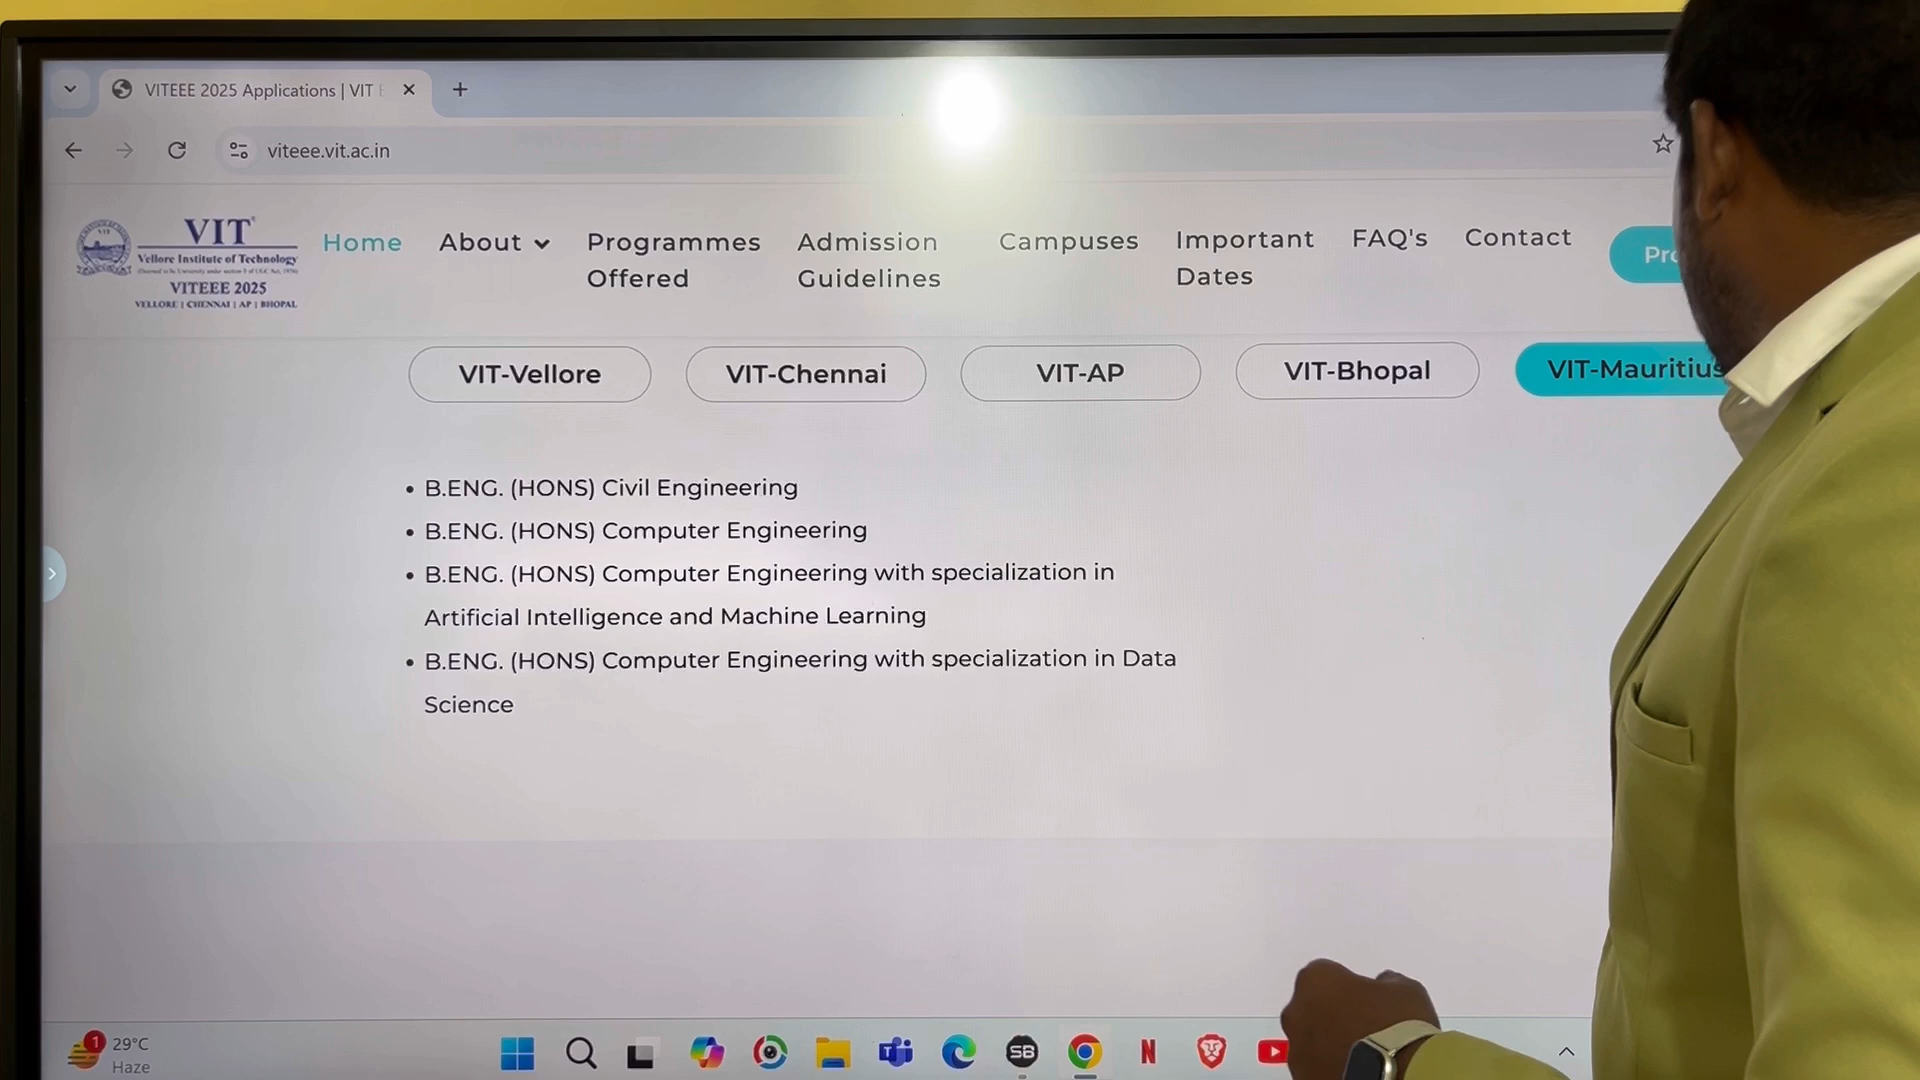 VITEEE 2025 Applications | VIT
viteee.vit.ac.in
VIT
Vellore Institute of Technology
VITEEE 2025
VELLORE | CHENNAI | AP | BHOPAL
Home
About
Programmes
Offered
Admission
Guidelines
Campuses
Important
Dates
FAQ's
Contact
VIT-Vellore
VIT-Chennai
VIT-AP
VIT-Bhopal
VIT-Mauritius
• B.ENG. (HONS) Civil Engineering
• B.ENG. (HONS) Computer Engineering
• B.ENG. (HONS) Computer Engineering with specialization in
Artificial Intelligence and Machine Learning
• B.ENG. (HONS) Computer Engineering with specialization in Data
Science
1
29°C
Haze
SB
N